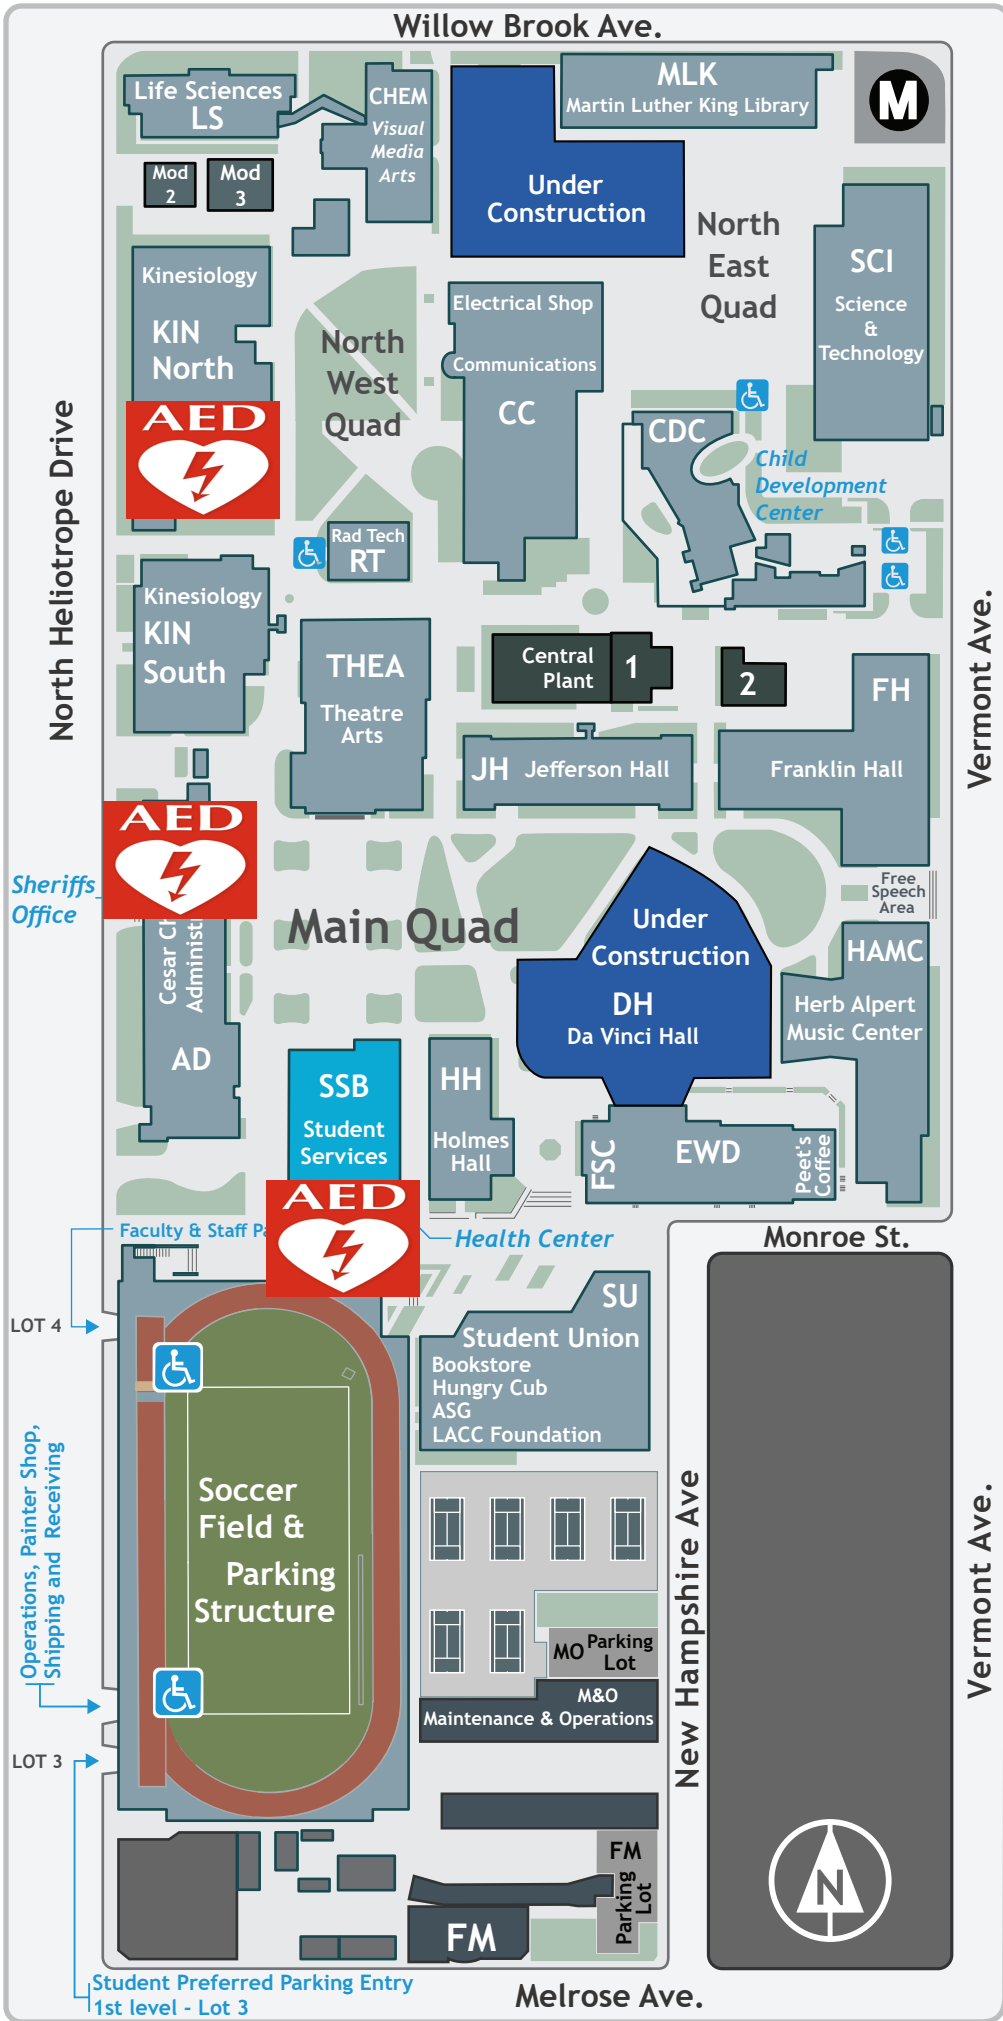 Willow Brook Ave.
Life Sciences
LS
CHEM
Visual
Media
Arts
MLK
Martin Luther King Library
M
Mod
2
Mod
3
Under
Construction
North
East
Quad
SCI
Science
&
Technology
Kinesiology
KIN
North
North
West
Quad
Electrical Shop
Communications
CC
CDC
Child
Development
Center
AED
North Heliotrope Drive
Rad Tech
RT
Kinesiology
KIN
South
THEA
Theatre
Arts
Central
Plant
1
2
FH
Franklin Hall
JH Jefferson Hall
Vermont Ave.
AED
Sheriffs
Office
Cesar
Administ
AD
Main Quad
Under
Construction
DH
Da Vinci Hall
Free
Speech
Area
HAMC
Herb Alpert
Music Center
SSB
Student
Services
HH
Holmes
Hall
FSC
EWD
Peet's
Coffee
AED
Faculty & Staff
Health Center
Monroe St.
LOT 4
SU
Student Union
Bookstore
Hungry Cub
ASG
LACC Foundation
Soccer
Field &
Parking
Structure
Operations, Painter Shop,
Shipping and Receiving
LOT 3
MO Parking
Lot
M&O
Maintenance & Operations
New Hampshire Ave
Vermont Ave.
FM
Parking
Lot
FM
N
Student Preferred Parking Entry
1st level - Lot 3
Melrose Ave.